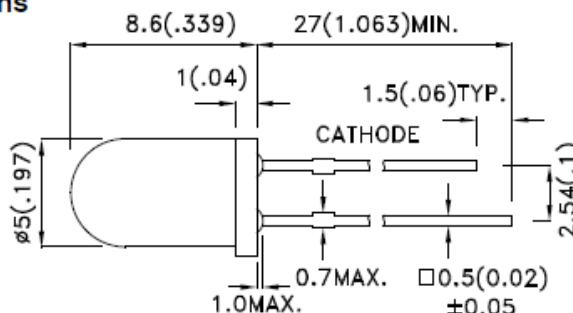 ns
8.6(.339)
27(1.063)MIN.
1(.04)
1.5(.06)TYP.
CATHODE
ø5(.197)
2.54(.1)
0.7MAX.
□0.5(0.02)
±0.05
1.0MAX.